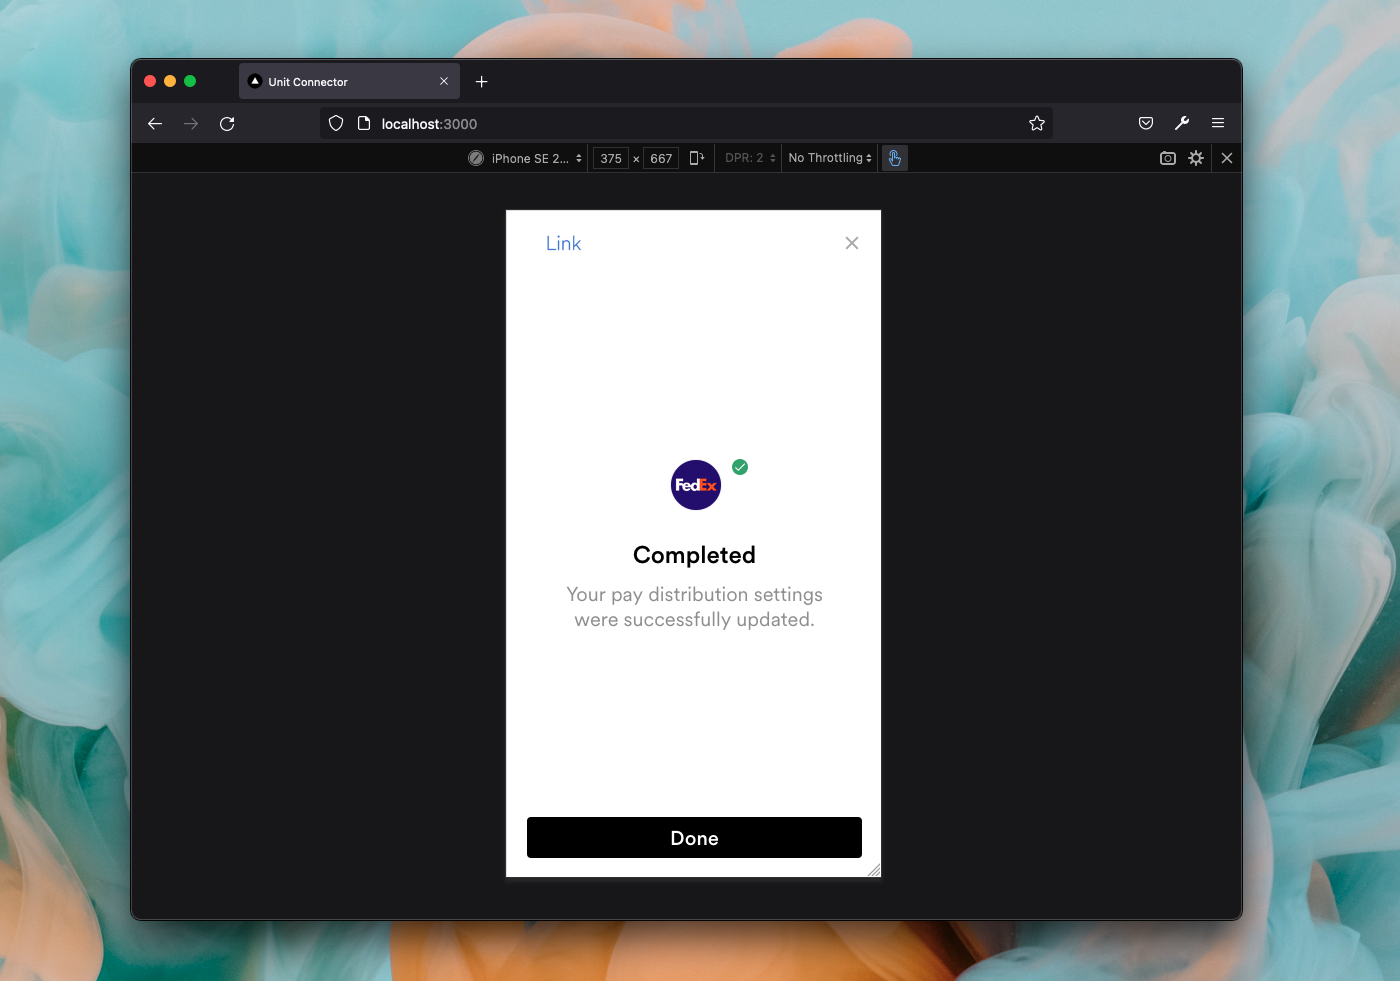 Unit Connector
localhost:3000
iPhone SE 2... 375 × 667 DPR: 2 No Throttling
Link
FedEx
Completed
Your pay distribution settings
were successfully updated.
Done